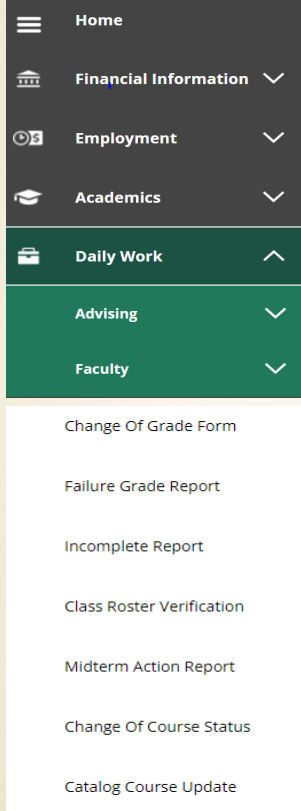 Home
Financial Information
Employment
Academics
Daily Work
Advising
Faculty
Change Of Grade Form
Failure Grade Report
Incomplete Report
Class Roster Verification
Midterm Action Report
Change Of Course Status
Catalog Course Update